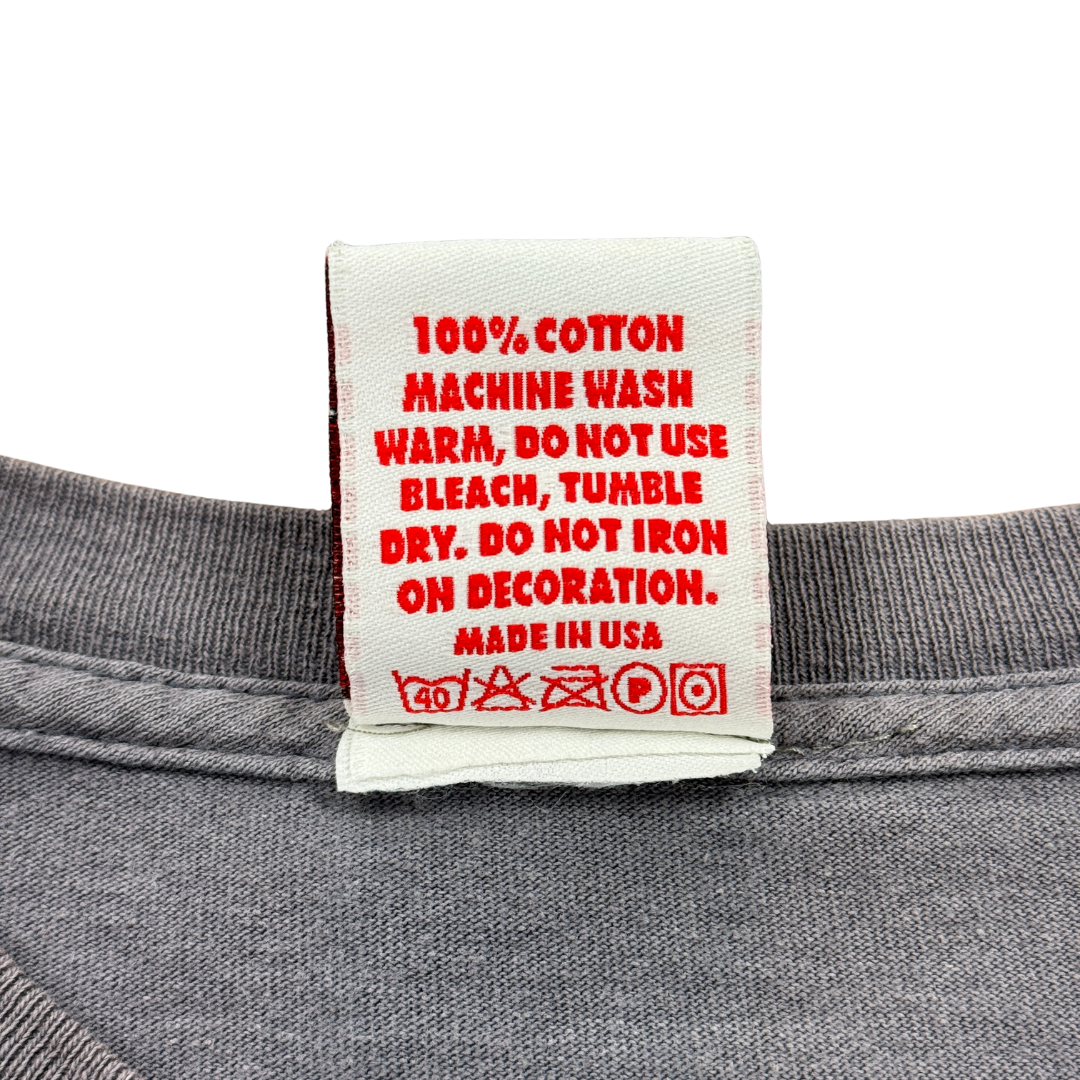 100% COTTON
MACHINE WASH
WARM, DO NOT USE
BLEACH, TUMBLE
DRY. DO NOT IRON
ON DECORATION.
MADE IN USA
40 P